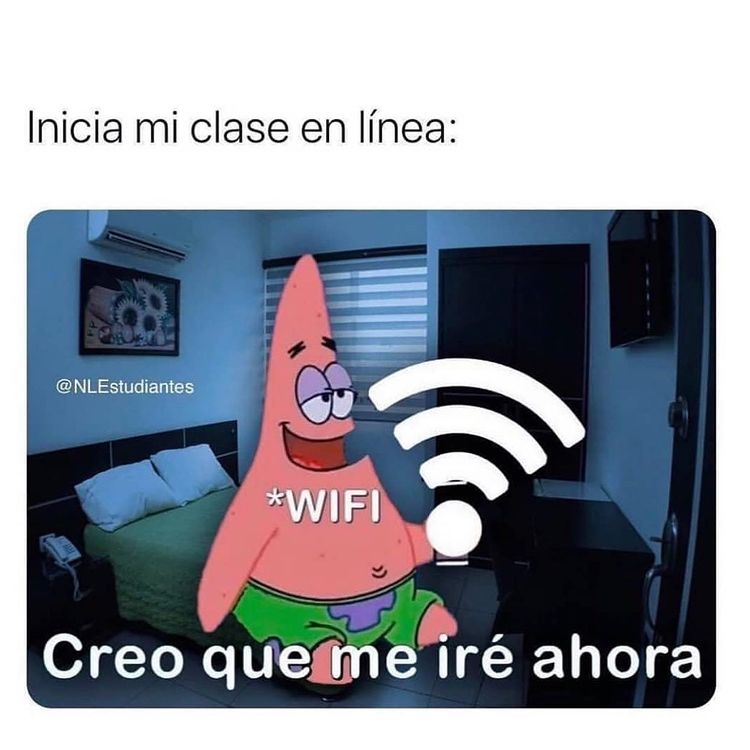 Inicia mi clase en línea:
@NLEstudiantes
*WIFI
Creo que me iré ahora